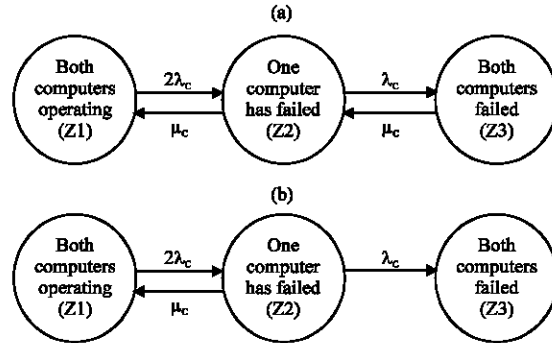 (a)
Both
computers
operating
(Z1)
2λc
μc
One
computer
has failed
(Z2)
λc
μc
Both
computers
failed
(Z3)
(b)
Both
computers
operating
(Z1)
2λc
μc
One
computer
has failed
(Z2)
λc
Both
computers
failed
(Z3)